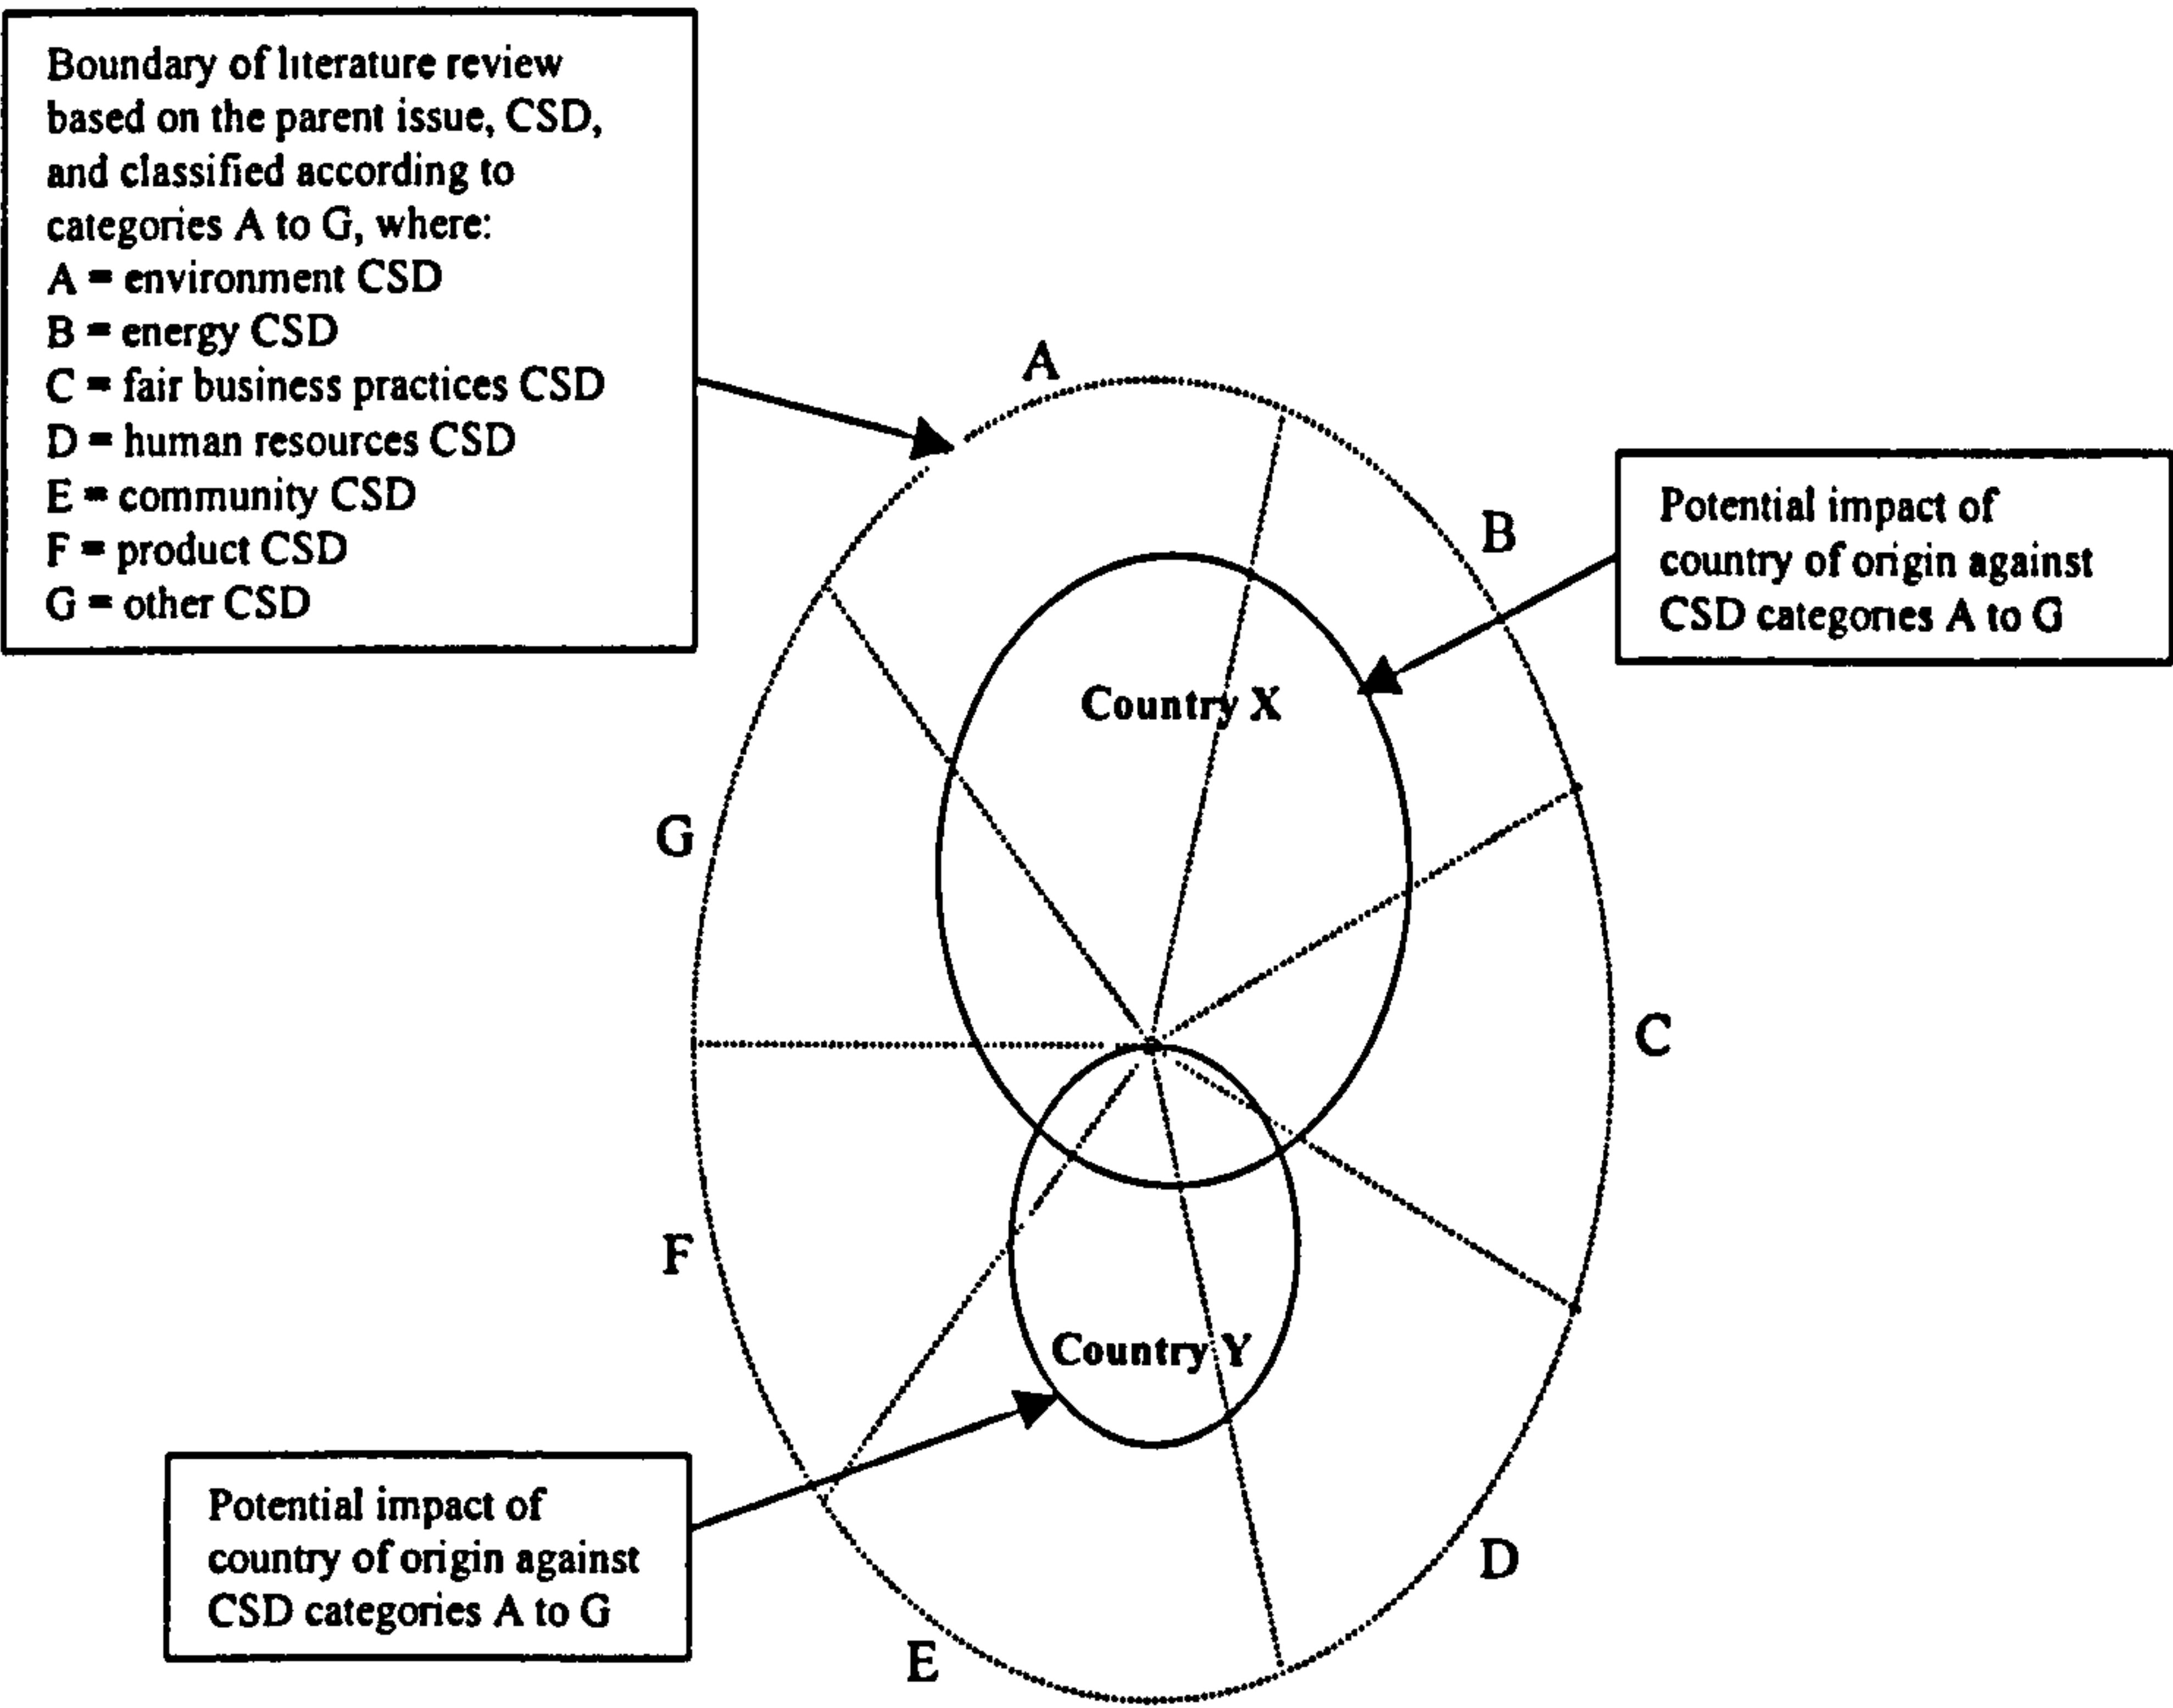 Boundary of literature review
based on the parent issue, CSD,
and classified according to
categories A to G, where:
A = environment CSD
B = energy CSD
C = fair business practices CSD
D = human resources CSD
E = community CSD
F = product CSD
G = other CSD
A
B
Potential impact of
country of origin against
CSD categories A to G
Country X
G
C
F
Country Y
Potential impact of
country of origin against
CSD categories A to G
D
E